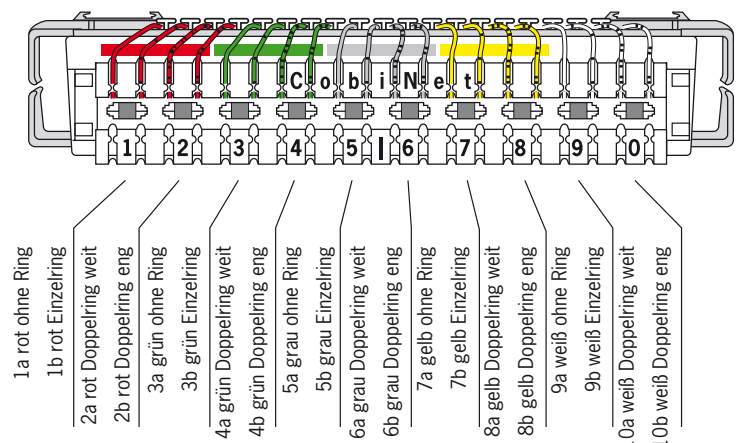 CobiNet
1 2 3 4 5 6 7 8 9 0
1a rot ohne Ring
1b rot Einzelring
2a rot Doppelring weit
2b rot Doppelring eng
3a grün ohne Ring
3b grün Einzelring
4a grün Doppelring weit
4b grün Doppelring eng
5a grau ohne Ring
5b grau Einzelring
6a grau Doppelring weit
6b grau Doppelring eng
7a gelb ohne Ring
7b gelb Einzelring
8a gelb Doppelring weit
8b gelb Doppelring eng
9a weiß ohne Ring
9b weiß Einzelring
10a weiß Doppelring weit
10b weiß Doppelring eng